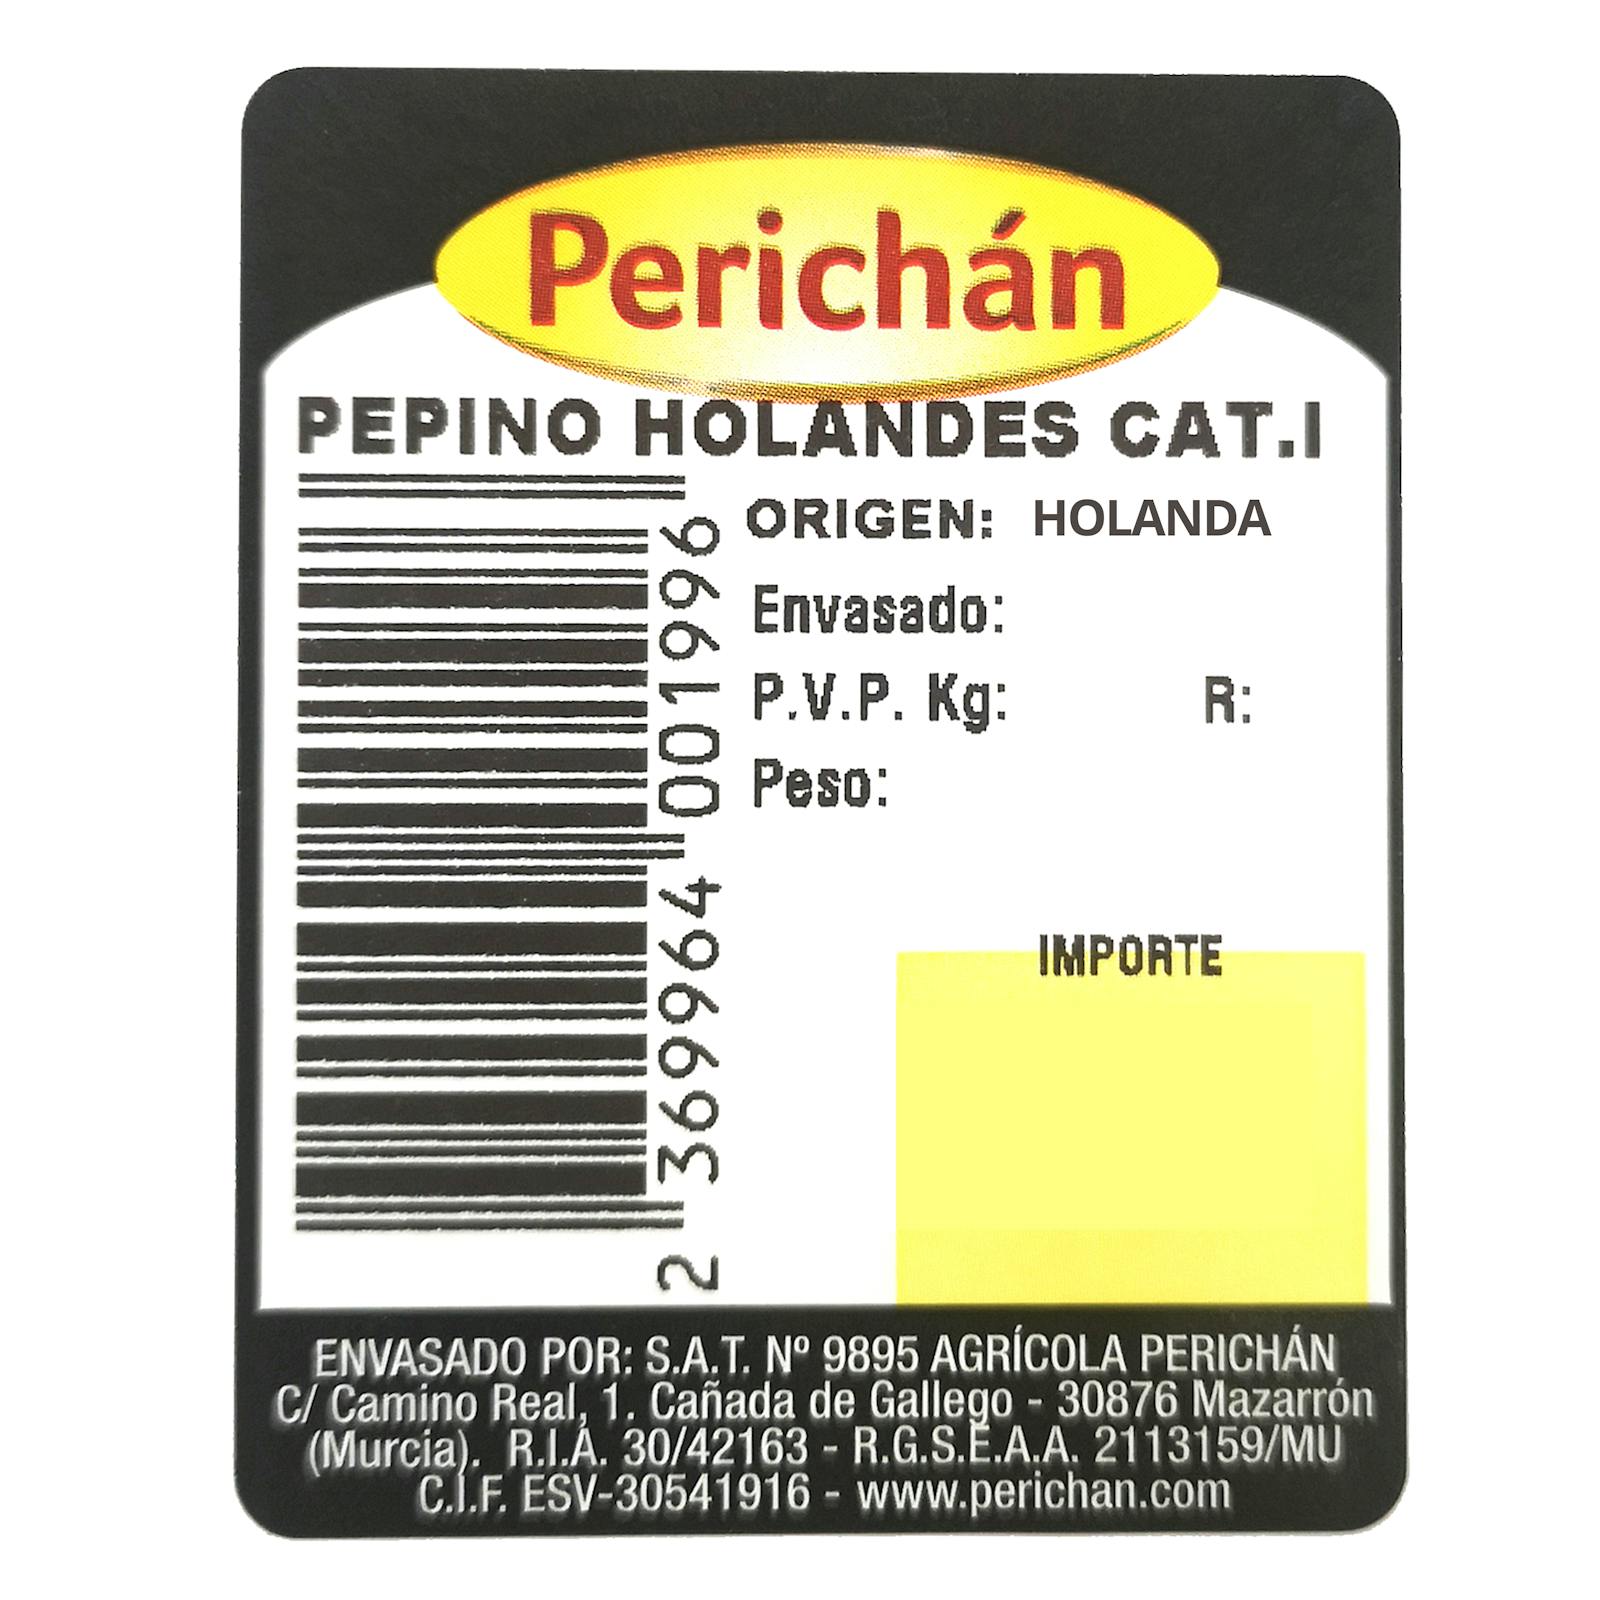 Perichán
PEPINO HOLANDES CAT.I
ORIGEN: HOLANDA
Envasado:
P.V.P. Kg: R:
Peso:
2 369964 001996
IMPORTE
ENVASADO POR: S.A.T. Nº 9895 AGRÍCOLA PERICHÁN
C/ Camino Real, 1. Cañada de Gallego - 30876 Mazarrón
(Murcia). R.I.A. 30/42163 - R.G.S.E.A.A. 2113159/MU
C.I.F. ESV-30541916 - www.perichan.com